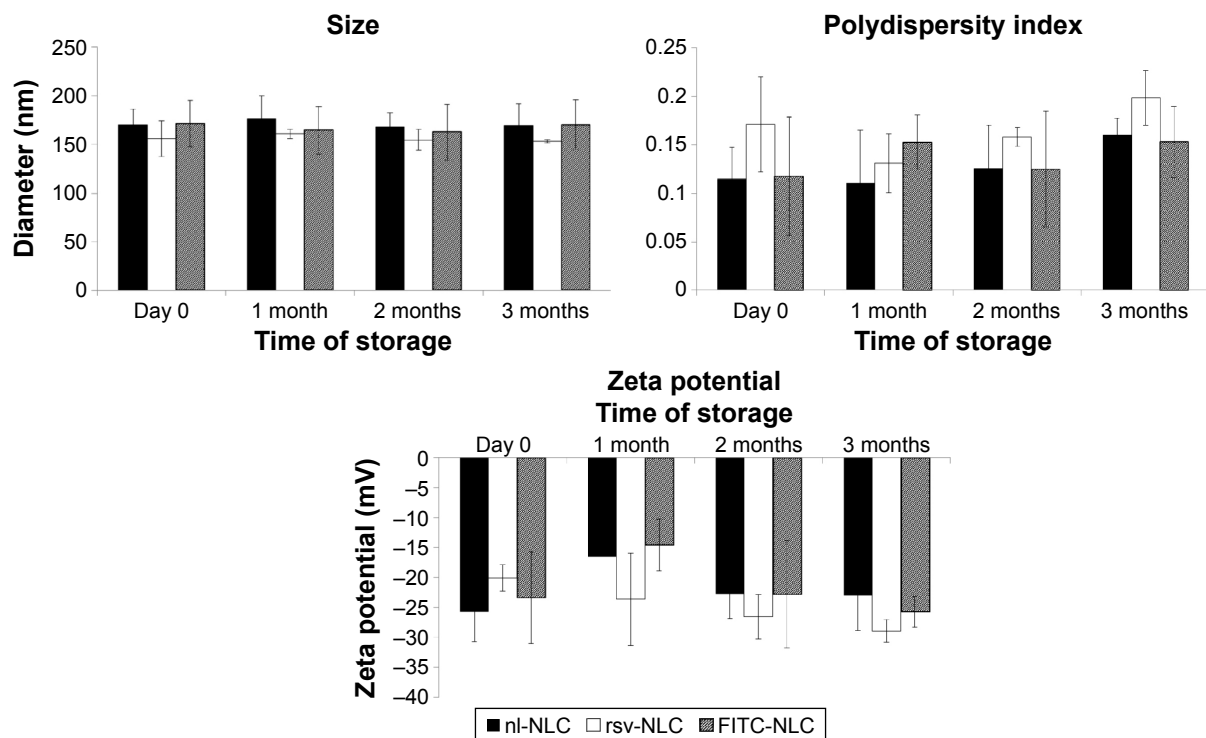 Size
250
200
150
100
50
0
Diameter (nm)
Day 0 1 month 2 months 3 months
Time of storage
Polydispersity index
0.25
0.2
0.15
0.1
0.05
0
Day 0 1 month 2 months 3 months
Time of storage
Zeta potential
Time of storage
Day 0 1 month 2 months 3 months
0
–5
–10
–15
–20
–25
–30
–35
–40
Zeta potential (mV)
nl-NLC rsv-NLC FITC-NLC